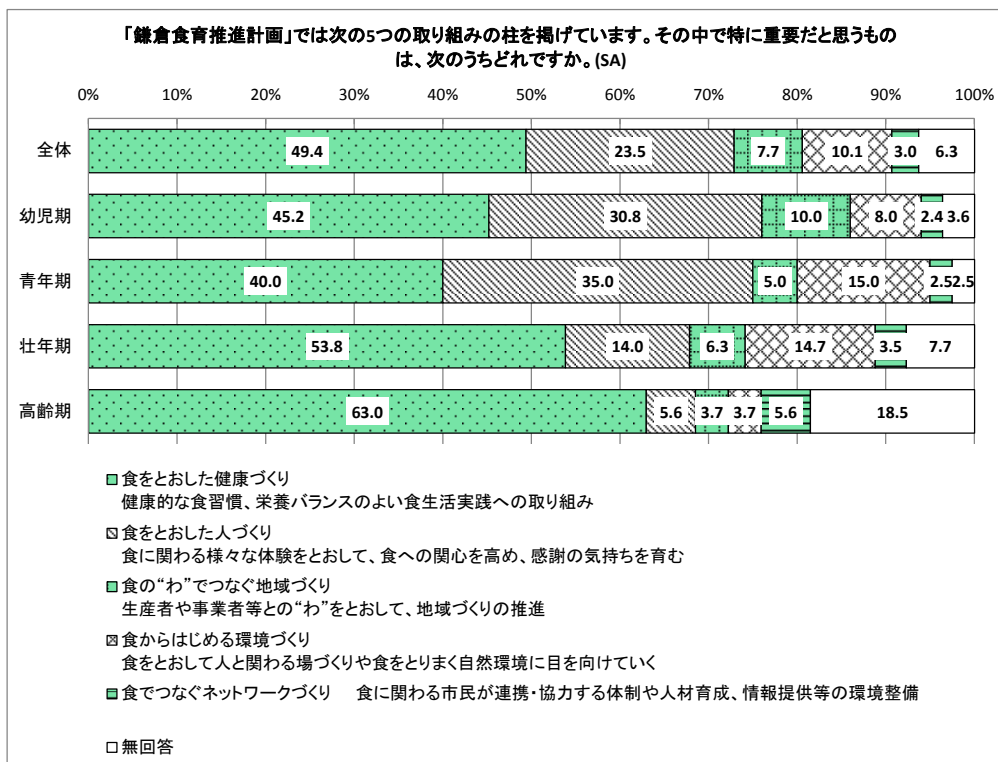 「鎌倉食育推進計画」では次の5つの取り組みの柱を掲げています。その中で特に重要だと思うもの
は、次のうちどれですか。(SA)
0% 10% 20% 30% 40% 50% 60% 70% 80% 90% 100%
全体 49.4 23.5 7.7 10.1 3.0 6.3
幼児期 45.2 30.8 10.0 8.0 2.4 3.6
青年期 40.0 35.0 5.0 15.0 2.5 2.5
壮年期 53.8 14.0 6.3 14.7 3.5 7.7
高齢期 63.0 5.6 3.7 3.7 5.6 18.5
食をとおした健康づくり
健康的な食習慣、栄養バランスのよい食生活実践への取り組み
食をとおした人づくり
食に関わる様々な体験をとおして、食への関心を高め、感謝の気持ちを育む
食の“わ”でつなぐ地域づくり
生産者や事業者等との“わ”をとおして、地域づくりの推進
食からはじめる環境づくり
食をとおして人と関わる場づくりや食をとりまく自然環境に目を向けていく
食でつなぐネットワークづくり 食に関わる市民が連携・協力する体制や人材育成、情報提供等の環境整備
無回答